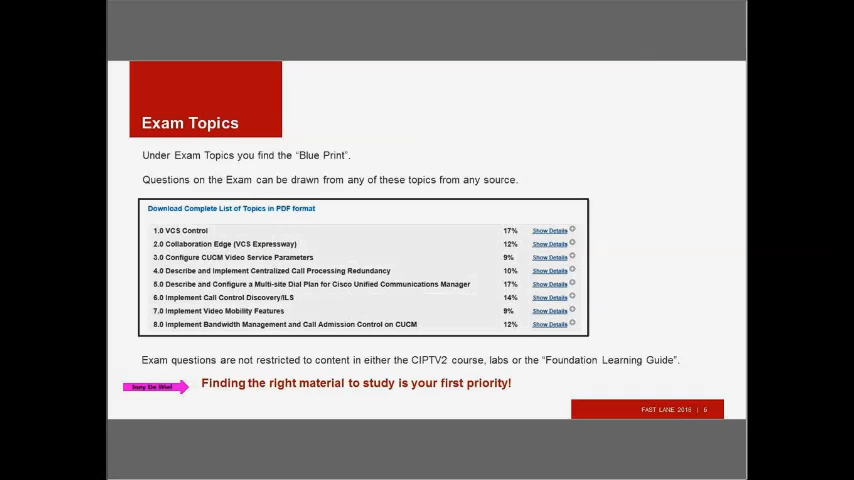 Exam Topics
Under Exam Topics you find the “Blue Print”.
Questions on the Exam can be drawn from any of these topics from any source.
Download Complete List of Topics in PDF format
1.0 VCS Control 17% Show Details
2.0 Collaboration Edge (VCS Expressway) 12% Show Details
3.0 Configure CUCM Video Service Parameters 9% Show Details
4.0 Describe and Implement Centralized Call Processing Redundancy 10% Show Details
5.0 Describe and Configure a Multi-site Dial Plan for Cisco Unified Communications Manager 17% Show Details
6.0 Implement Call Control Discovery/ILS 14% Show Details
7.0 Implement Video Mobility Features 9% Show Details
8.0 Implement Bandwidth Management and Call Admission Control on CUCM 12% Show Details
Exam questions are not restricted to content in either the CIPTV2 course, labs or the “Foundation Learning Guide”.
Finding the right material to study is your first priority!
FAST LANE 2016 | 6